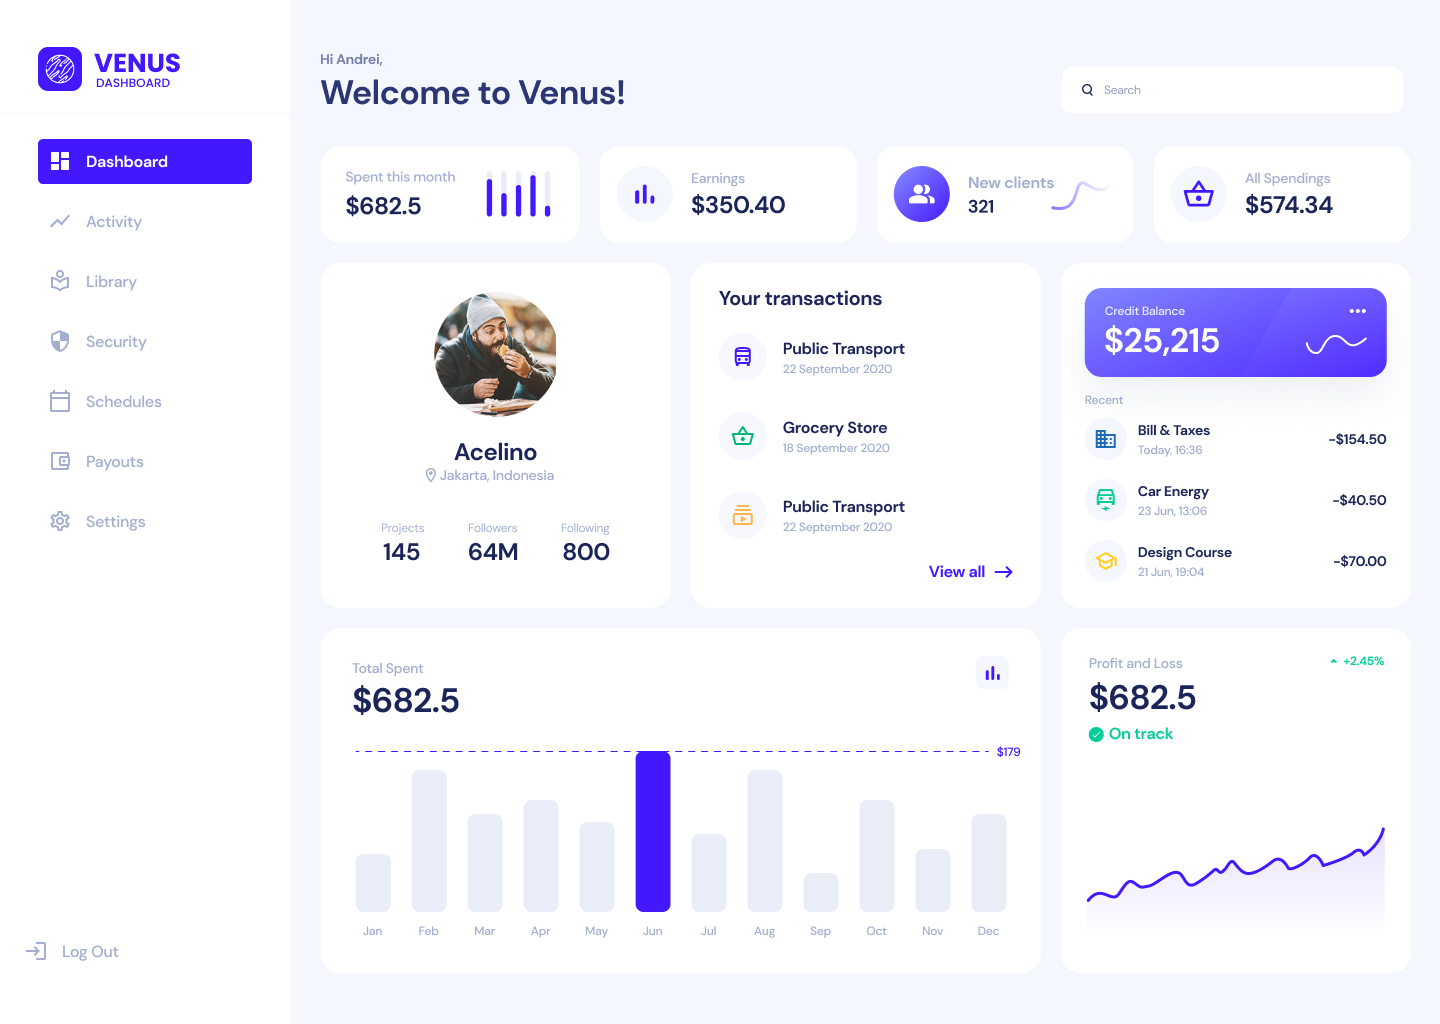 VENUS
DASHBOARD
Dashboard
Activity
Library
Security
Schedules
Payouts
Settings
Log Out
Hi Andrei,
Welcome to Venus!
Search
Spent this month
$682.5
Earnings
$350.40
New clients
321
All Spendings
$574.34
Acelino
Jakarta, Indonesia
Projects
145
Followers
64M
Following
800
Your transactions
Public Transport
22 September 2020
Grocery Store
18 September 2020
Public Transport
22 September 2020
View all
Credit Balance
$25,215
Recent
Bill & Taxes
Today, 16:36
-$154.50
Car Energy
23 Jun, 13:06
-$40.50
Design Course
21 Jun, 19:04
-$70.00
Total Spent
$682.5
$179
Jan Feb Mar Apr May Jun Jul Aug Sep Oct Nov Dec
Profit and Loss
+2.45%
$682.5
On track